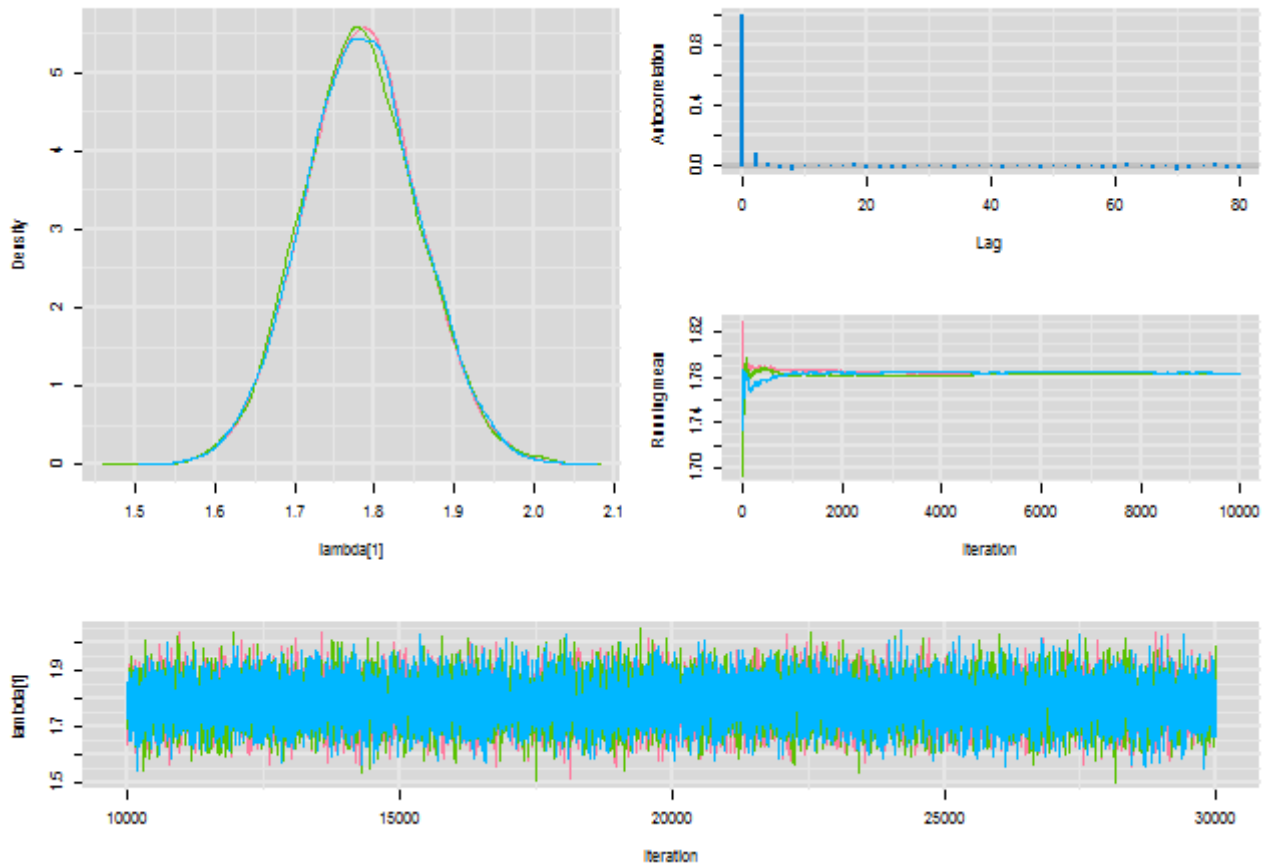 Density
0 1 2 3 4 5
1.5 1.6 1.7 1.8 1.9 2.0 2.1
lambda[1]
Autocorrelation
0.0 0.4 0.8
0 20 40 60 80
Lag
Running mean
1.70 1.74 1.78 1.82
0 2000 4000 6000 8000 10000
Iteration
lambda[1]
1.5 1.7 1.9
10000 15000 20000 25000 30000
Iteration